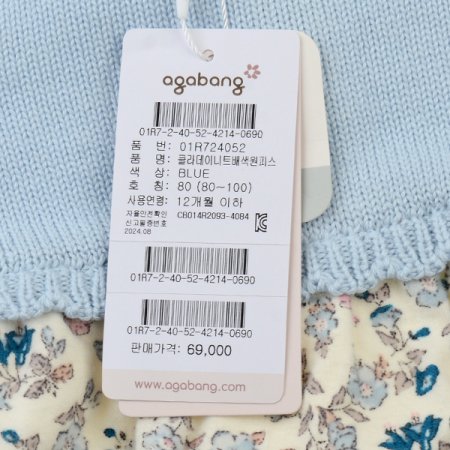 agabang
01R7-2-40-52-4214-0690
품 번: 01R724052
품 명: 클라데이니트배색원피스
색 상: BLUE
호 칭: 80 (80~100)
사용연령: 12개월 이하
자율안전확인
신고필증번호 CB014R2093-4084
2024.08
01R7-2-40-52-4214-0690
01R7-2-40-52-4214-0690
판매가격: 69,000
www.agabang.com